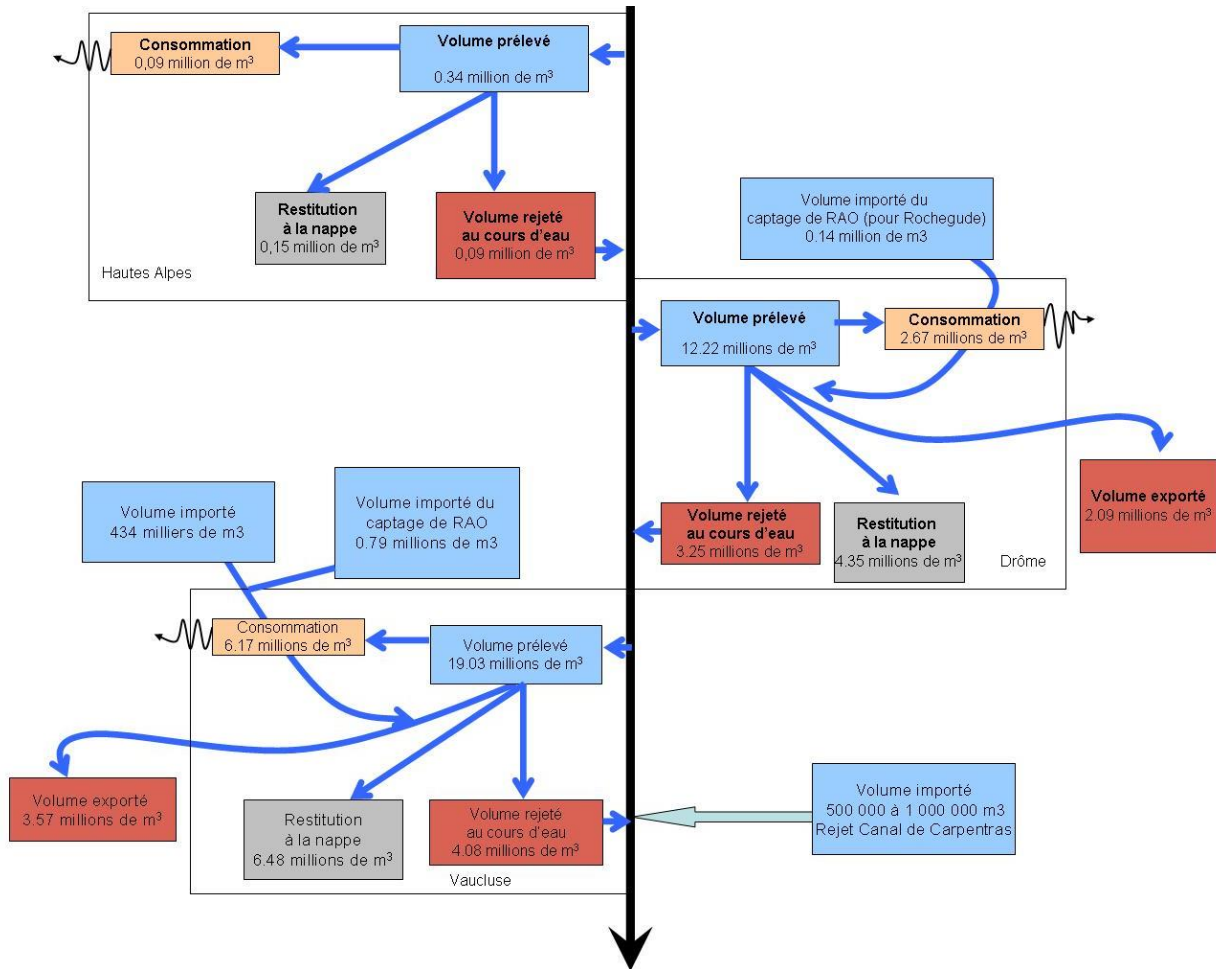 Consommation
0,09 million de m³
Volume prélevé
0.34 million de m³
Restitution
à la nappe
0,15 million de m³
Volume rejeté
au cours d'eau
0,09 million de m³
Hautes Alpes
Volume importé du
captage de RAO (pour Rochegude)
0.14 million de m3
Volume prélevé
12.22 millions de m³
Consommation
2.67 millions de m³
Volume rejeté
au cours d'eau
3.25 millions de m³
Restitution
à la nappe
4.35 millions de m³
Volume exporté
2.09 millions de m³
Drôme
Volume importé
434 milliers de m3
Volume importé du
captage de RAO
0.79 millions de m3
Consommation
6.17 millions de m³
Volume prélevé
19.03 millions de m³
Volume exporté
3.57 millions de m³
Restitution
à la nappe
6.48 millions de m³
Volume rejeté
au cours d'eau
4.08 millions de m³
Vaucluse
Volume importé
500 000 à 1 000 000 m3
Rejet Canal de Carpentras